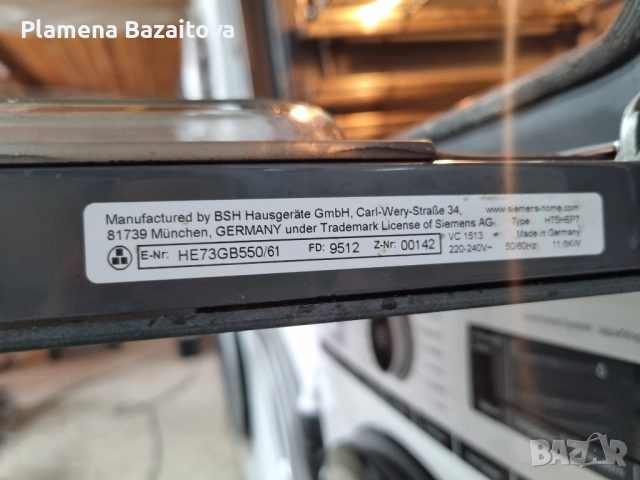 Plamena Bazaitova
Manufactured by BSH Hausgeräte GmbH, Carl-Wery-Straße 34,
81739 München, GERMANY under Trademark License of Siemens AG
www.siemens-home.com
Type: HT5HEP7
VC 1513 Made in Germany
220-240V~ 50/60Hz 11,6KW
E-Nr: HE73GB550/61 FD: 9512 Z-Nr: 00142
BAZAR